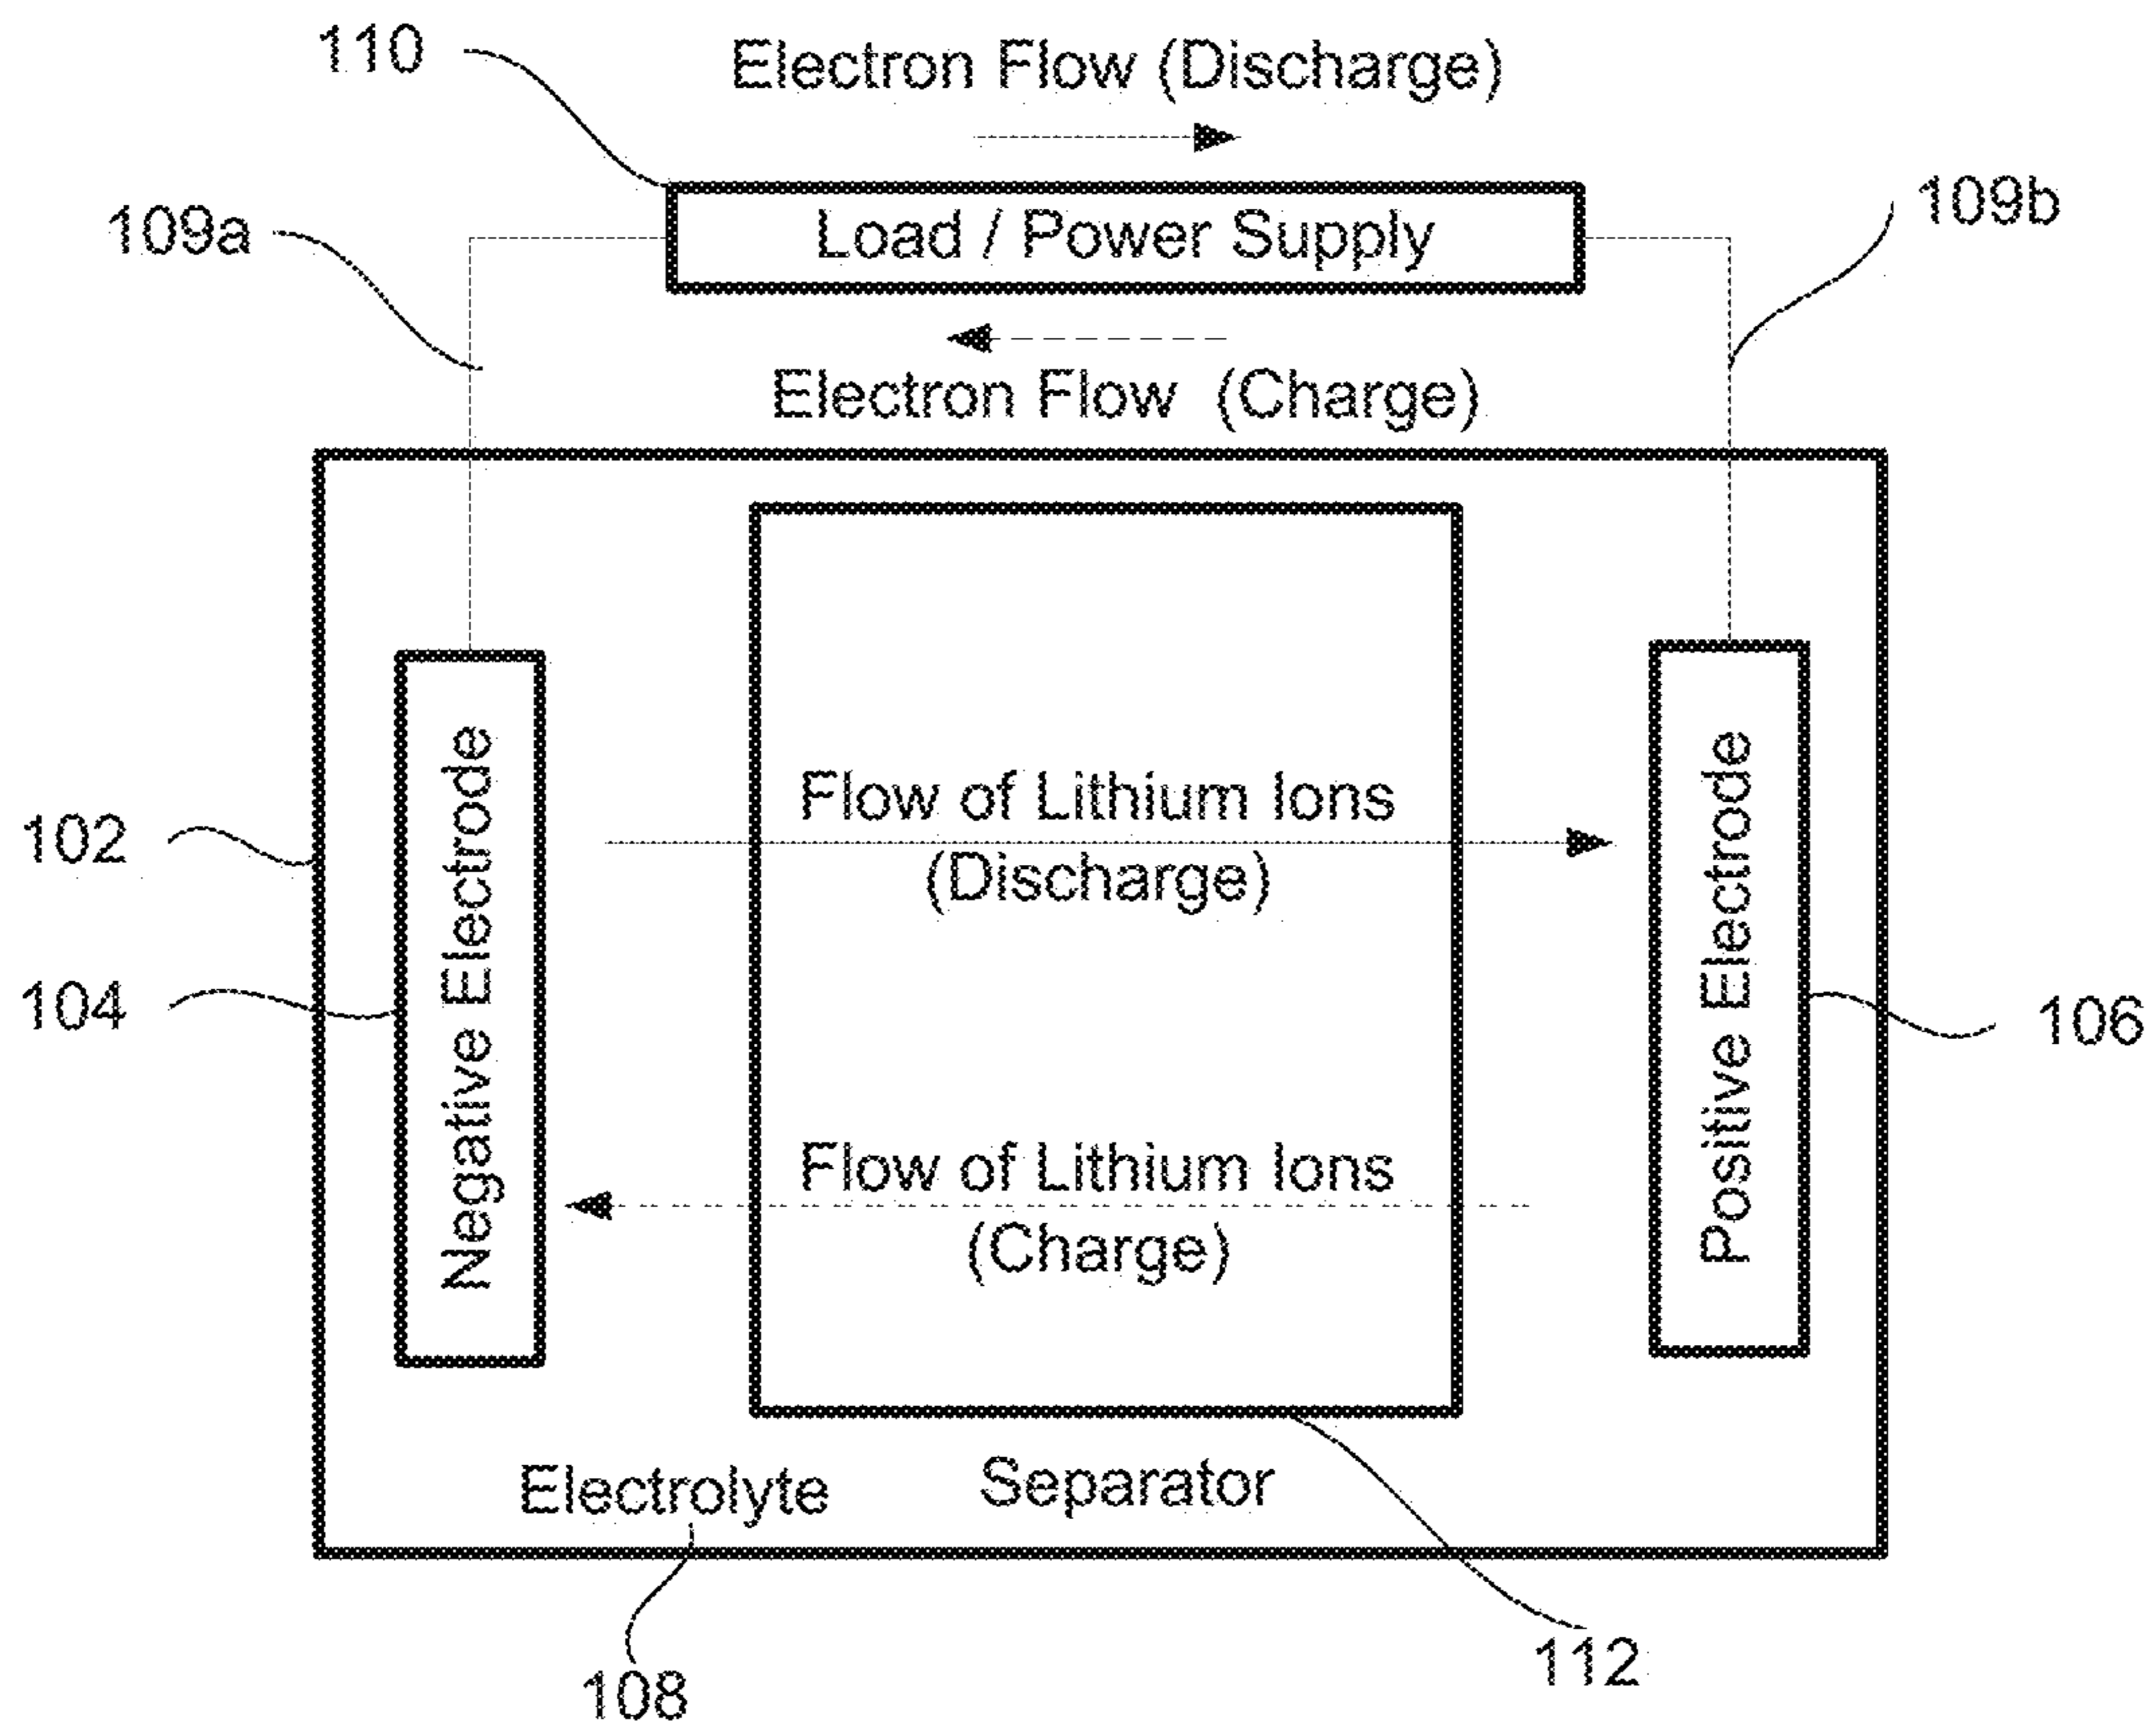 110
Electron Flow (Discharge)
109a
Load / Power Supply
109b
Electron Flow (Charge)
102
104
Negative Electrode
Flow of Lithium Ions
(Discharge)
Flow of Lithium Ions
(Charge)
Positive Electrode
106
Electrolyte
Separator
108
112